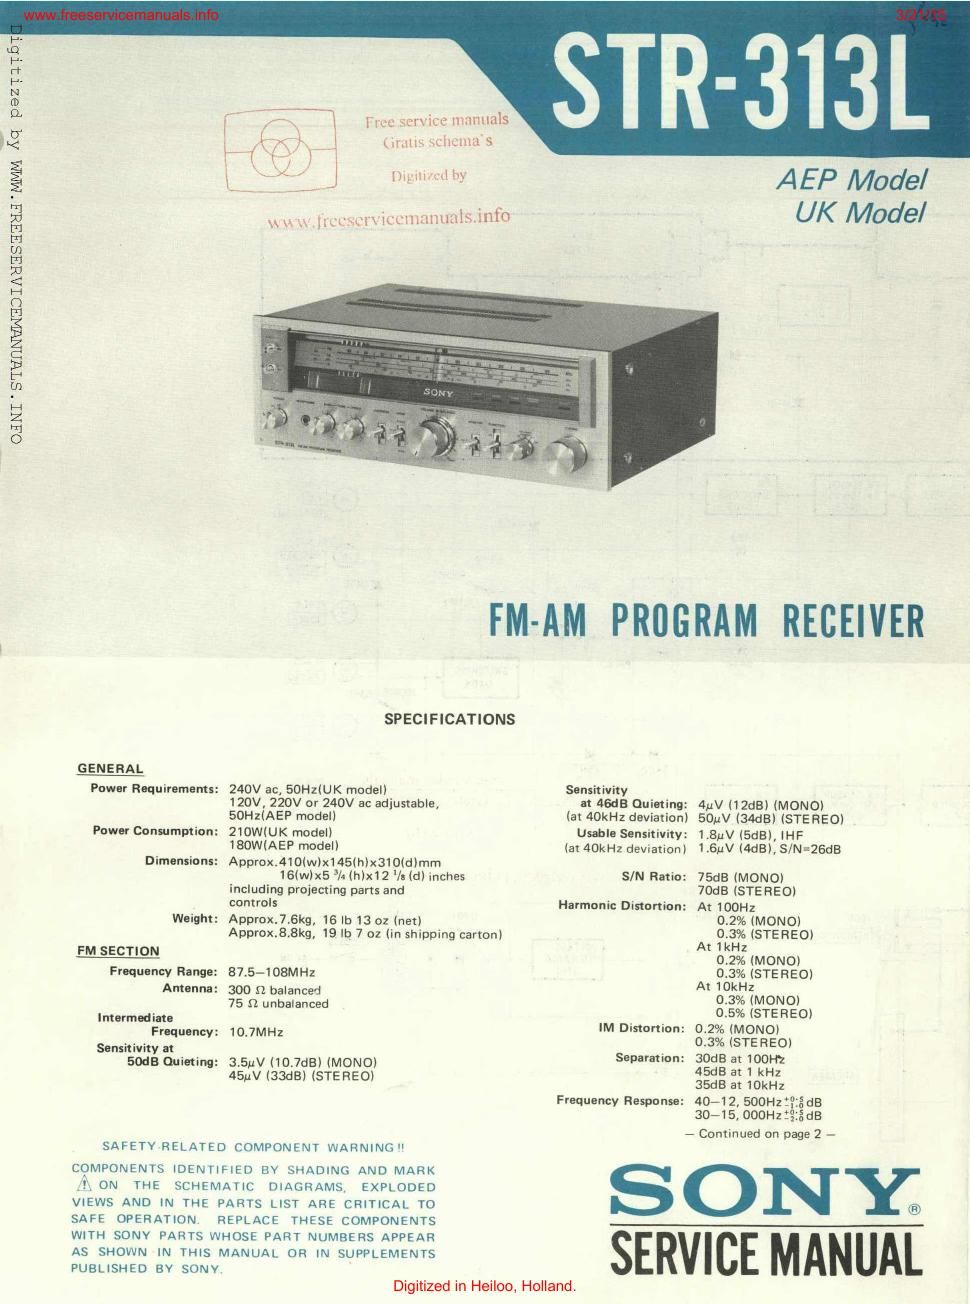 www.freeservicemanuals.info
3/21/15
Digitized by WWW.FREESERVICEMANUALS.INFO
STR-313L
Free service manuals
Gratis schema's
Digitized by
www.freeservicemanuals.info
AEP Model
UK Model
SONY
FM-AM PROGRAM RECEIVER
SPECIFICATIONS
GENERAL
Power Requirements: 240V ac, 50Hz(UK model)
120V, 220V or 240V ac adjustable,
50Hz(AEP model)
Power Consumption: 210W(UK model)
180W(AEP model)
Dimensions: Approx.410(w)x145(h)x310(d)mm
16(w)x5 3/4 (h)x12 1/8 (d) inches
including projecting parts and
controls
Weight: Approx.7.6kg, 16 lb 13 oz (net)
Approx.8.8kg, 19 lb 7 oz (in shipping carton)
FM SECTION
Frequency Range: 87.5–108MHz
Antenna: 300 Ω balanced
75 Ω unbalanced
Intermediate
Frequency: 10.7MHz
Sensitivity at
50dB Quieting: 3.5μV (10.7dB) (MONO)
45μV (33dB) (STEREO)
Sensitivity
at 46dB Quieting: 4μV (12dB) (MONO)
(at 40kHz deviation) 50μV (34dB) (STEREO)
Usable Sensitivity: 1.8μV (5dB), IHF
(at 40kHz deviation) 1.6μV (4dB), S/N=26dB
S/N Ratio: 75dB (MONO)
70dB (STEREO)
Harmonic Distortion: At 100Hz
0.2% (MONO)
0.3% (STEREO)
At 1kHz
0.2% (MONO)
0.3% (STEREO)
At 10kHz
0.3% (MONO)
0.5% (STEREO)
IM Distortion: 0.2% (MONO)
0.3% (STEREO)
Separation: 30dB at 100Hz
45dB at 1 kHz
35dB at 10kHz
Frequency Response: 40–12, 500Hz +0.5 −1.0 dB
30–15, 000Hz +0.5 −2.0 dB
— Continued on page 2 —
SAFETY-RELATED COMPONENT WARNING!!
COMPONENTS IDENTIFIED BY SHADING AND MARK
⚠ ON THE SCHEMATIC DIAGRAMS, EXPLODED
VIEWS AND IN THE PARTS LIST ARE CRITICAL TO
SAFE OPERATION. REPLACE THESE COMPONENTS
WITH SONY PARTS WHOSE PART NUMBERS APPEAR
AS SHOWN IN THIS MANUAL OR IN SUPPLEMENTS
PUBLISHED BY SONY.
SONY®
SERVICE MANUAL
Digitized in Heiloo, Holland.